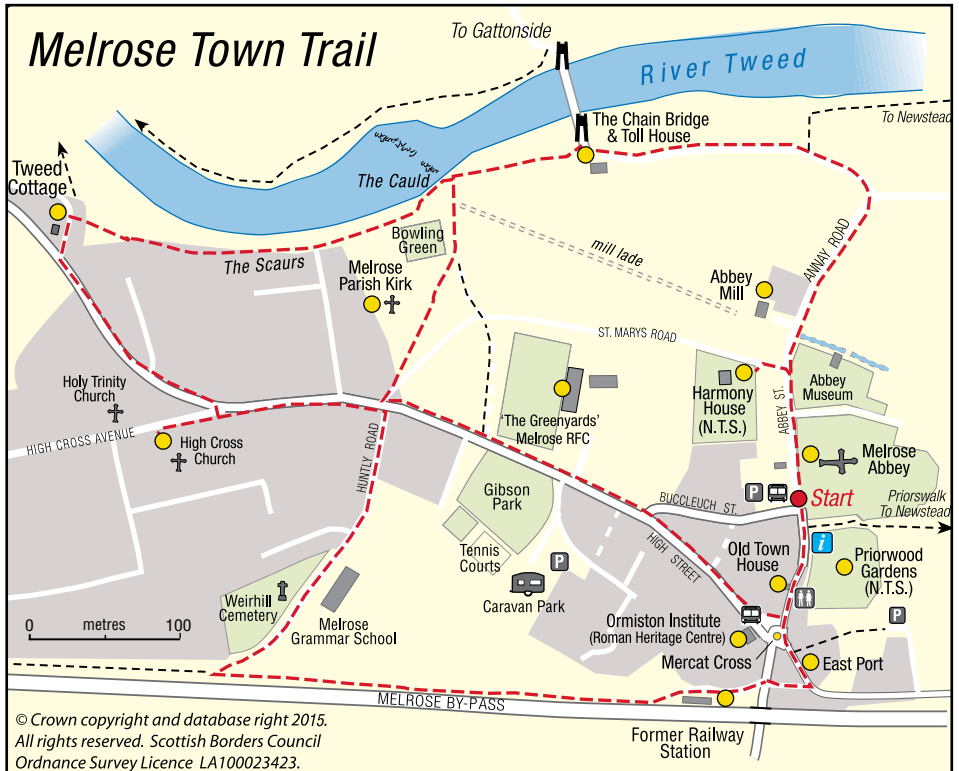 Melrose Town Trail
To Gattonside
River Tweed
The Chain Bridge
& Toll House
To Newstead
Tweed
Cottage
The Cauld
Bowling
Green
The Scaurs
Melrose
Parish Kirk
mill lade
Abbey
Mill
ANNAY ROAD
ST. MARYS ROAD
Holy Trinity
Church
HIGH CROSS AVENUE
High Cross
Church
HUNTLY ROAD
'The Greenyards'
Melrose RFC
Harmony
House
(N.T.S.)
ABBEY ST.
Abbey
Museum
Melrose
Abbey
P
Start
Priorswalk
To Newstead
BUCCLEUCH ST.
Gibson
Park
Tennis
Courts
HIGH STREET
P
Caravan Park
Old Town
House
i
Priorwood
Gardens
(N.T.S.)
P
Weirhill
Cemetery
Melrose
Grammar School
0 metres 100
Ormiston Institute
(Roman Heritage Centre)
Mercat Cross
East Port
MELROSE BY-PASS
Former Railway
Station
© Crown copyright and database right 2015.
All rights reserved. Scottish Borders Council
Ordnance Survey Licence LA100023423.